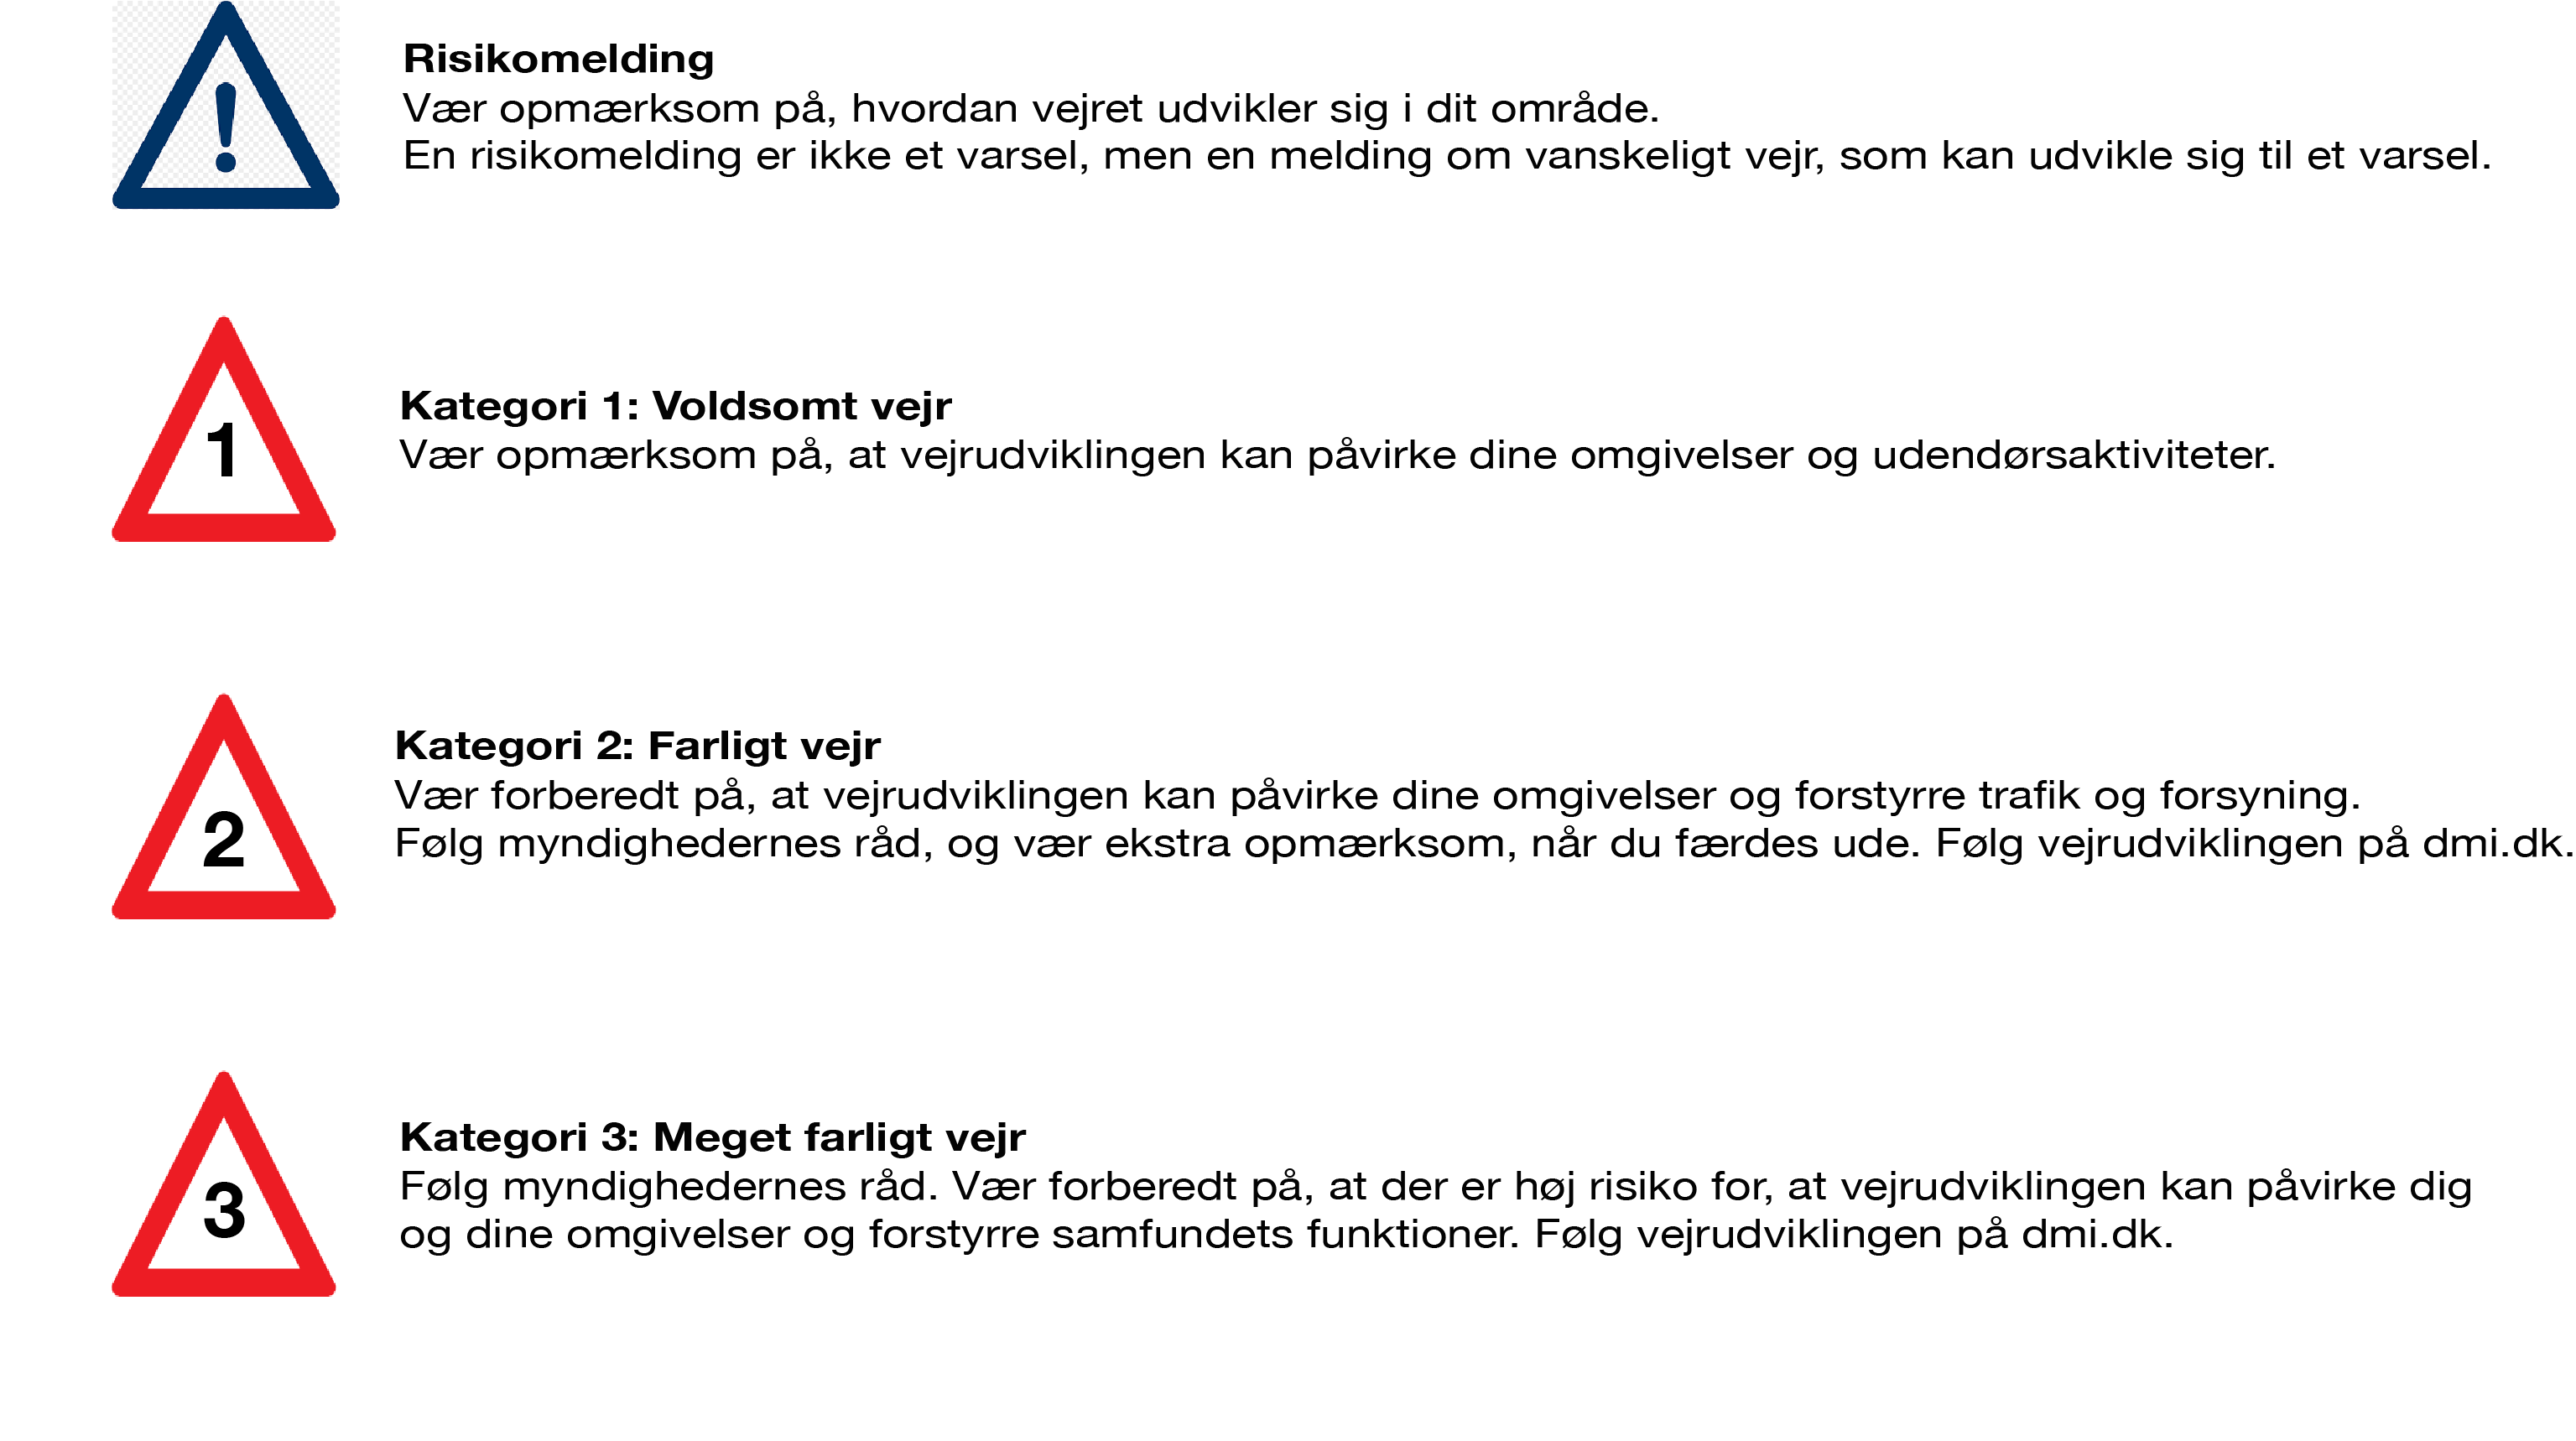 !
Risikomelding
Vær opmærksom på, hvordan vejret udvikler sig i dit område.
En risikomelding er ikke et varsel, men en melding om vanskeligt vejr, som kan udvikle sig til et varsel.
1
Kategori 1: Voldsomt vejr
Vær opmærksom på, at vejrudviklingen kan påvirke dine omgivelser og udendørsaktiviteter.
2
Kategori 2: Farligt vejr
Vær forberedt på, at vejrudviklingen kan påvirke dine omgivelser og forstyrre trafik og forsyning.
Følg myndighedernes råd, og vær ekstra opmærksom, når du færdes ude. Følg vejrudviklingen på dmi.dk.
3
Kategori 3: Meget farligt vejr
Følg myndighedernes råd. Vær forberedt på, at der er høj risiko for, at vejrudviklingen kan påvirke dig
og dine omgivelser og forstyrre samfundets funktioner. Følg vejrudviklingen på dmi.dk.